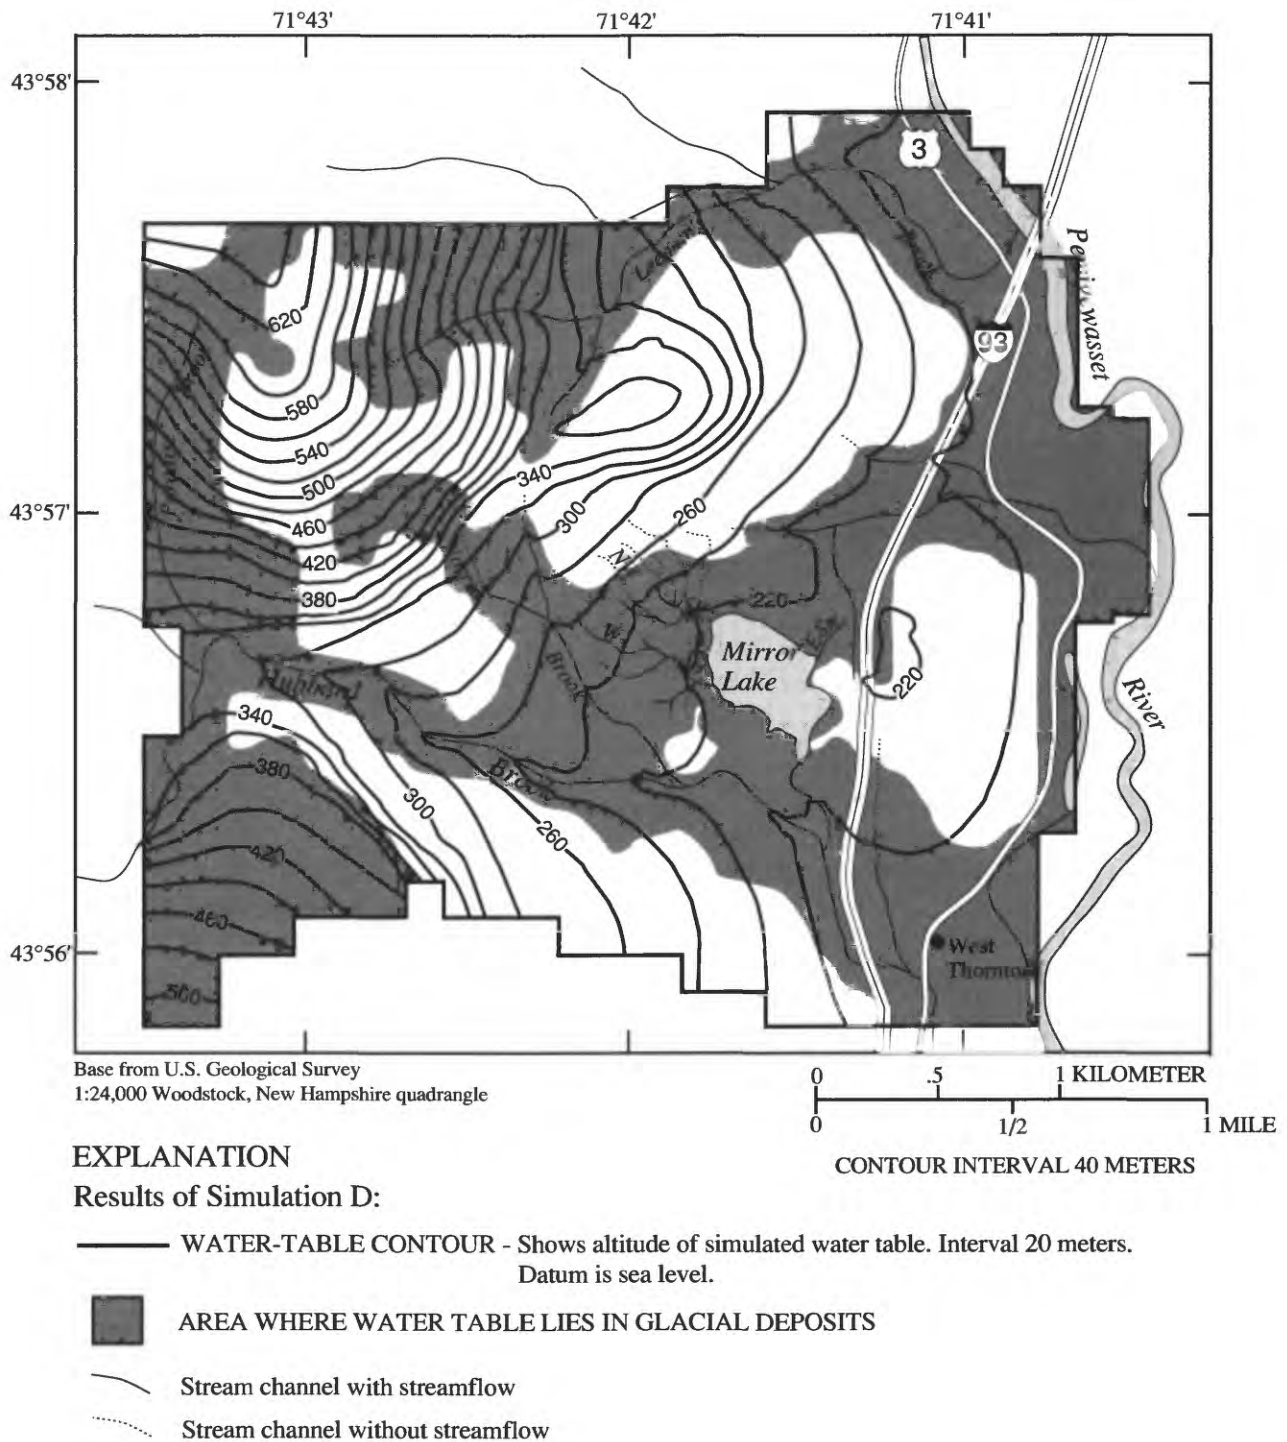 71°43' 71°42' 71°41'
43°58'
3
Pemigewasset
620
93
580
540
340
500
300
260
43°57'
460
420
380
220
Mirror
Lake
220
River
Hubbard
Brook
340
380
300
Brook
260
420
460
43°56'
West
Thornton
500
Base from U.S. Geological Survey
1:24,000 Woodstock, New Hampshire quadrangle
0 .5 1 KILOMETER
0 1/2 1 MILE
CONTOUR INTERVAL 40 METERS
EXPLANATION
Results of Simulation D:
WATER-TABLE CONTOUR - Shows altitude of simulated water table. Interval 20 meters.
Datum is sea level.
AREA WHERE WATER TABLE LIES IN GLACIAL DEPOSITS
Stream channel with streamflow
Stream channel without streamflow